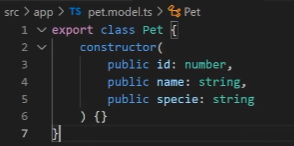 src > app > TS pet.model.ts > Pet
1 export class Pet {
2 constructor(
3 public id: number,
4 public name: string,
5 public specie: string
6 ) {}
7 }